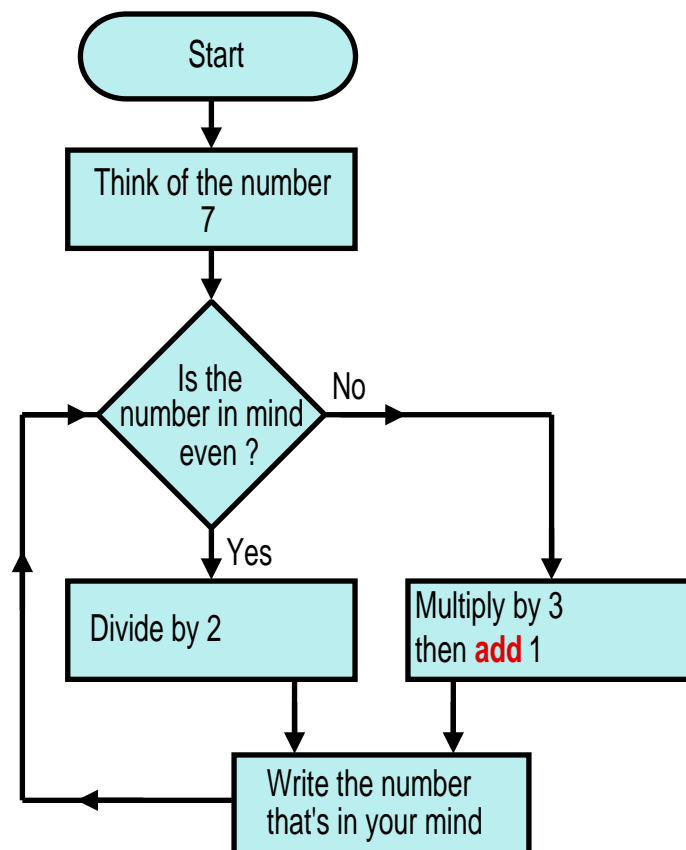 Start
Think of the number
7
Is the
number in mind
even ?
No
Yes
Divide by 2
Multiply by 3
then add 1
Write the number
that's in your mind